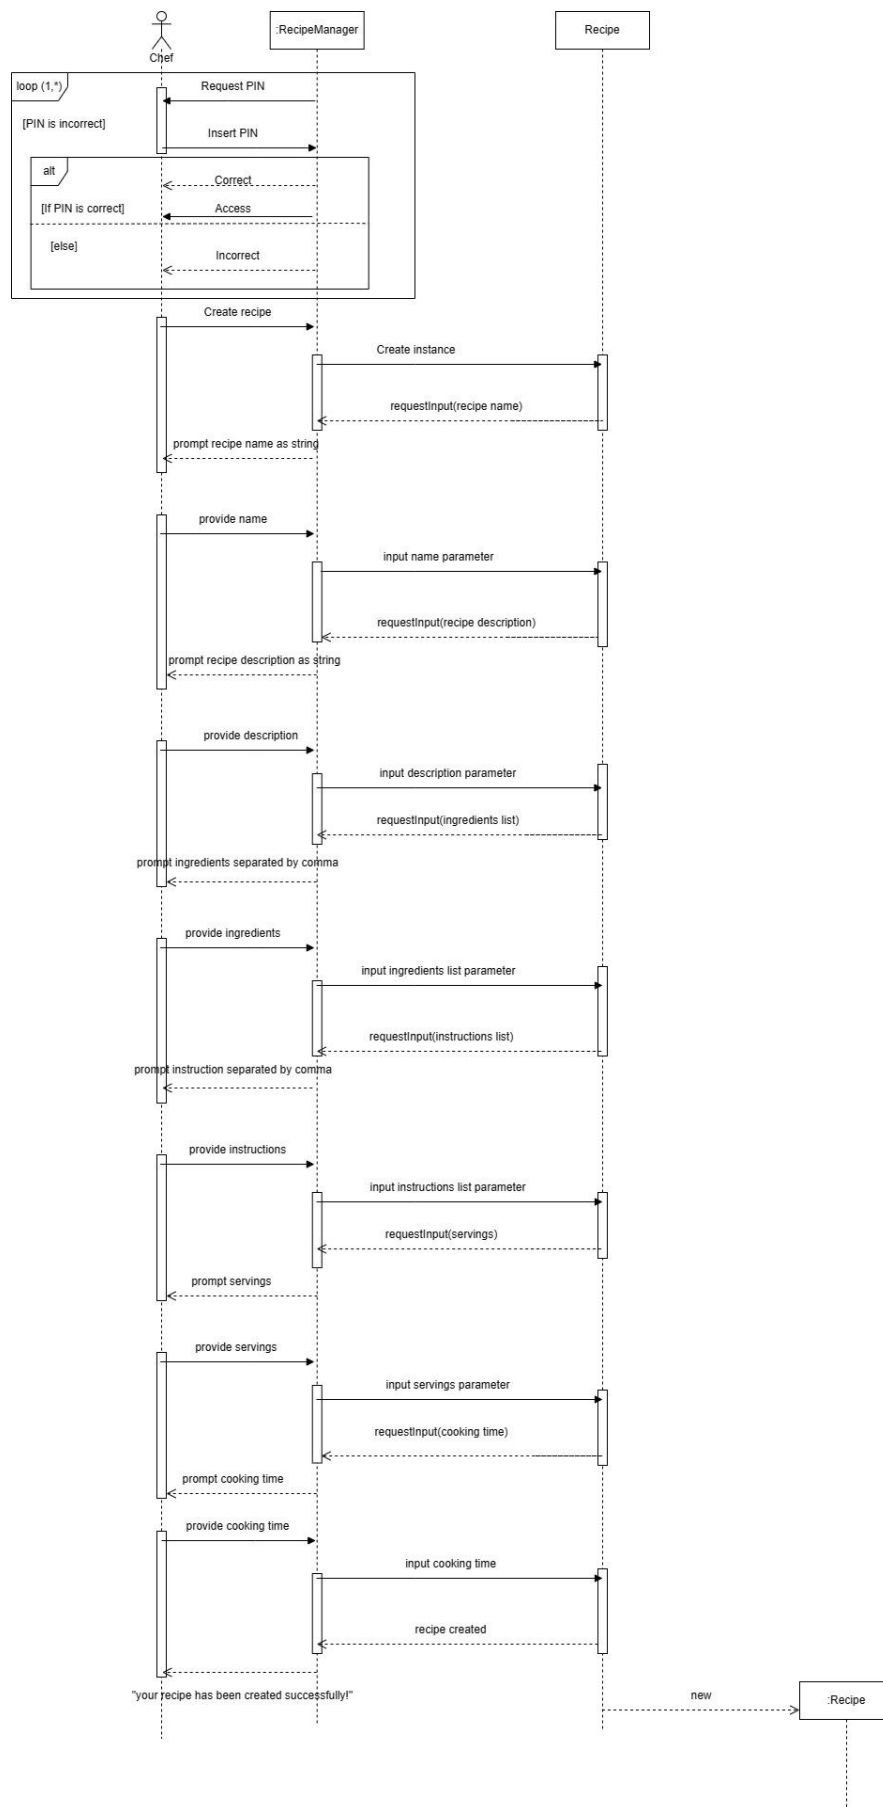 :RecipeManager
Recipe
Chef
loop (1,*)
Request PIN
[PIN is incorrect]
Insert PIN
alt
Correct
[If PIN is correct]
Access
[else]
Incorrect
Create recipe
Create instance
requestInput(recipe name)
prompt recipe name as string
provide name
input name parameter
requestInput(recipe description)
prompt recipe description as string
provide description
input description parameter
requestInput(ingredients list)
prompt ingredients separated by comma
provide ingredients
input ingredients list parameter
requestInput(instructions list)
prompt instruction separated by comma
provide instructions
input instructions list parameter
requestInput(servings)
prompt servings
provide servings
input servings parameter
requestInput(cooking time)
prompt cooking time
provide cooking time
input cooking time
recipe created
"your recipe has been created successfully!"
new
:Recipe